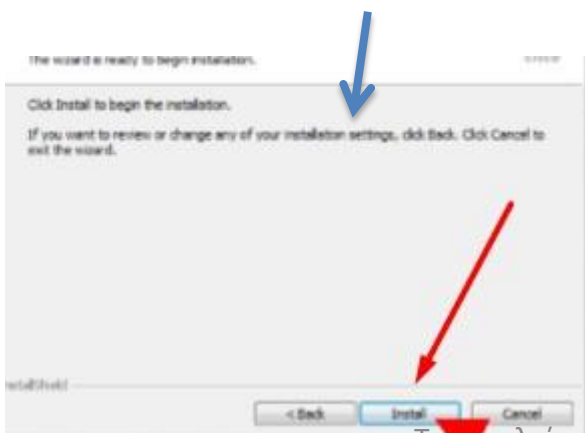 The wizard is ready to begin installation.
Click Install to begin the installation.
If you want to review or change any of your installation settings, click Back. Click Cancel to
exit the wizard.
InstallShield
< Back Install Cancel